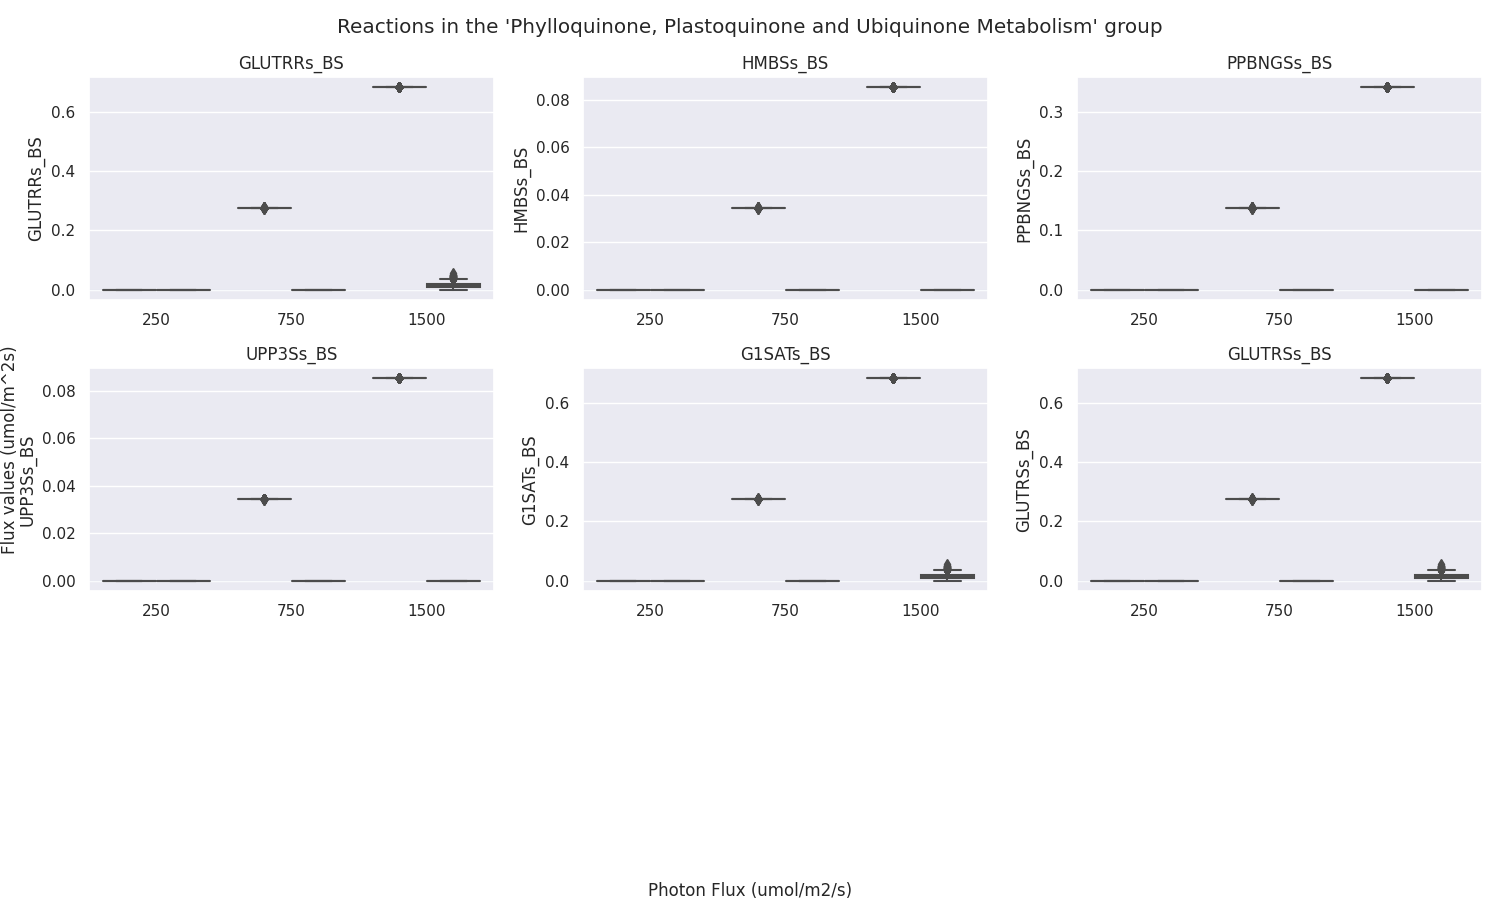 Reactions in the 'Phylloquinone, Plastoquinone and Ubiquinone Metabolism' group
GLUTRRs_BS
GLUTRRs_BS
0.6
0.4
0.2
0.0
250
750
1500
HMBSs_BS
HMBSs_BS
0.08
0.06
0.04
0.02
0.00
250
750
1500
PPBNGSs_BS
PPBNGSs_BS
0.3
0.2
0.1
0.0
250
750
1500
Flux values (umol/m^2s)
UPP3Ss_BS
UPP3Ss_BS
0.08
0.06
0.04
0.02
0.00
250
750
1500
G1SATs_BS
G1SATs_BS
0.6
0.4
0.2
0.0
250
750
1500
GLUTRSs_BS
GLUTRSs_BS
0.6
0.4
0.2
0.0
250
750
1500
Photon Flux (umol/m2/s)